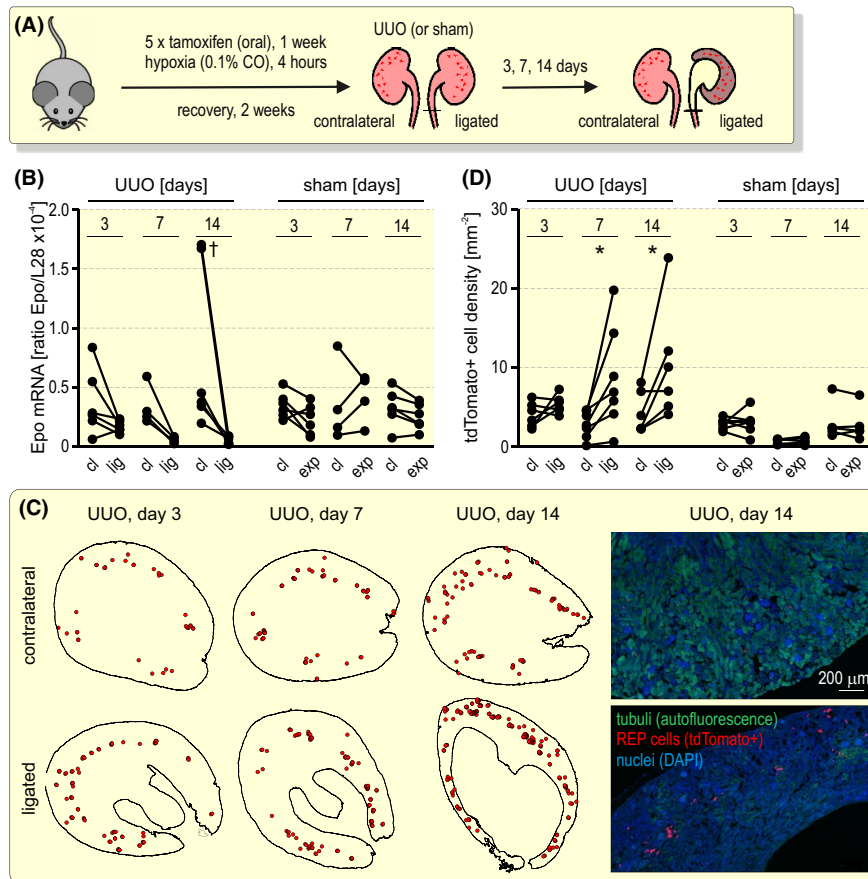 (A)
5 x tamoxifen (oral), 1 week
hypoxia (0.1% CO), 4 hours
recovery, 2 weeks
UUO (or sham)
contralateral
ligated
3, 7, 14 days
contralateral
ligated
(B)
UUO [days]
sham [days]
3
7
14
3
7
14
†
Epo mRNA [ratio Epo/L28 x10⁻⁴]
2.0
1.5
1.0
0.5
0
cl
lig
cl
lig
cl
lig
cl
exp
cl
exp
cl
exp
(D)
UUO [days]
sham [days]
3
7
14
3
7
14
*
*
tdTomato+ cell density [mm⁻²]
30
20
10
0
cl
lig
cl
lig
cl
lig
cl
exp
cl
exp
cl
exp
(C)
UUO, day 3
UUO, day 7
UUO, day 14
UUO, day 14
contralateral
ligated
200 μm
tubuli (autofluorescence)
REP cells (tdTomato+)
nuclei (DAPI)